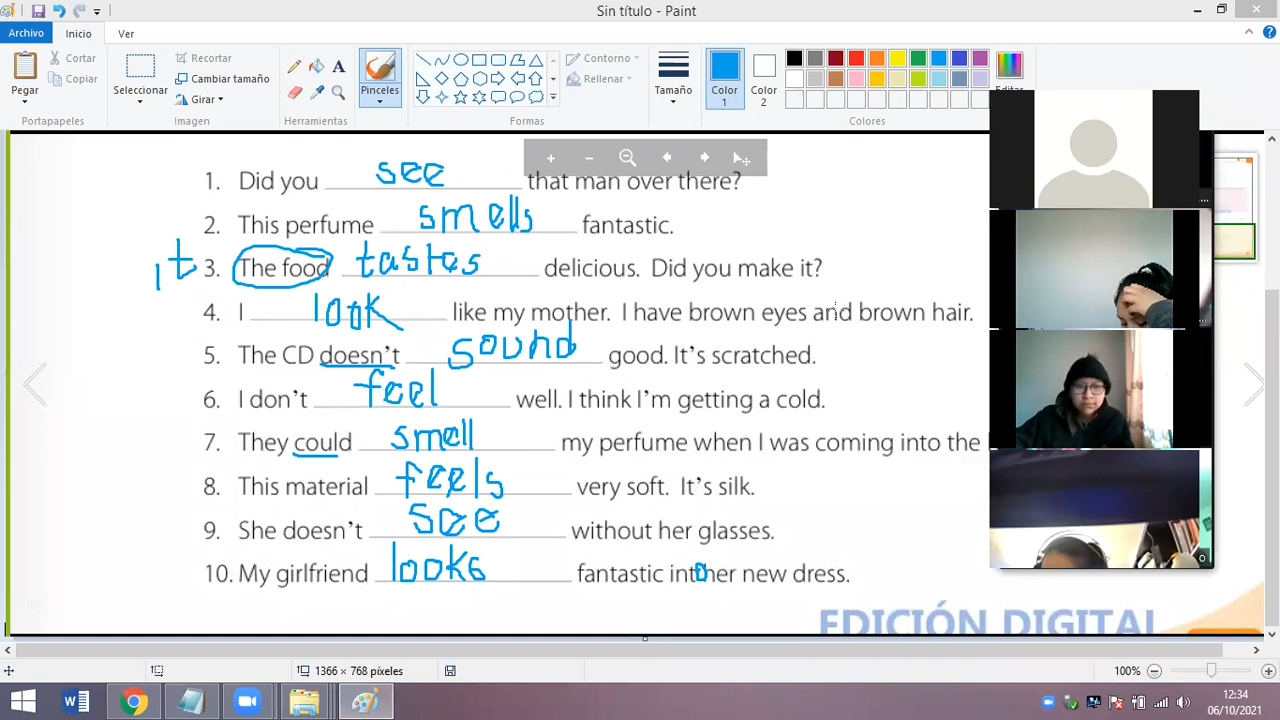 Sin título - Paint
Archivo Inicio Ver
Pegar
Cortar
Copiar
Portapapeles
Seleccionar
Recortar
Cambiar tamaño
Girar
Imagen
A
Herramientas
Pinceles
Contorno
Rellenar
Formas
Tamaño
Color 1
Color 2
Colores
1. Did you see that man over there?
2. This perfume smells fantastic.
it 3. The food tastes delicious. Did you make it?
4. I look like my mother. I have brown eyes and brown hair.
5. The CD doesn't sound good. It's scratched.
6. I don't feel well. I think I'm getting a cold.
7. They could smell my perfume when I was coming into the
8. This material feels very soft. It's silk.
9. She doesn't see without her glasses.
10. My girlfriend looks fantastic into her new dress.
EDICIÓN DIGITAL
1366 × 768 píxeles
100%
12:34
06/10/2021